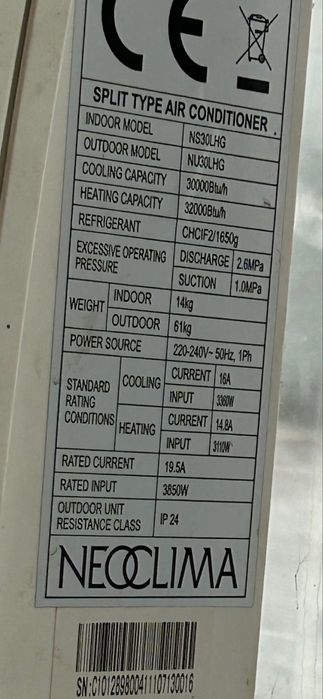 CE
SPLIT TYPE AIR CONDITIONER
INDOOR MODEL NS30LHG
OUTDOOR MODEL NU30LHG
COOLING CAPACITY 30000Btu/h
HEATING CAPACITY 32000Btu/h
REFRIGERANT CHCIF2/1650g
EXCESSIVE OPERATING PRESSURE DISCHARGE 2.6MPa
SUCTION 1.0MPa
WEIGHT INDOOR 14kg
OUTDOOR 61kg
POWER SOURCE 220-240V~ 50Hz, 1Ph
STANDARD RATING CONDITIONS COOLING CURRENT 16A
INPUT 3360W
HEATING CURRENT 14.8A
INPUT 3110W
RATED CURRENT 19.5A
RATED INPUT 3850W
OUTDOOR UNIT RESISTANCE CLASS IP 24
NEOCLIMA
SN:C101289800411107130016